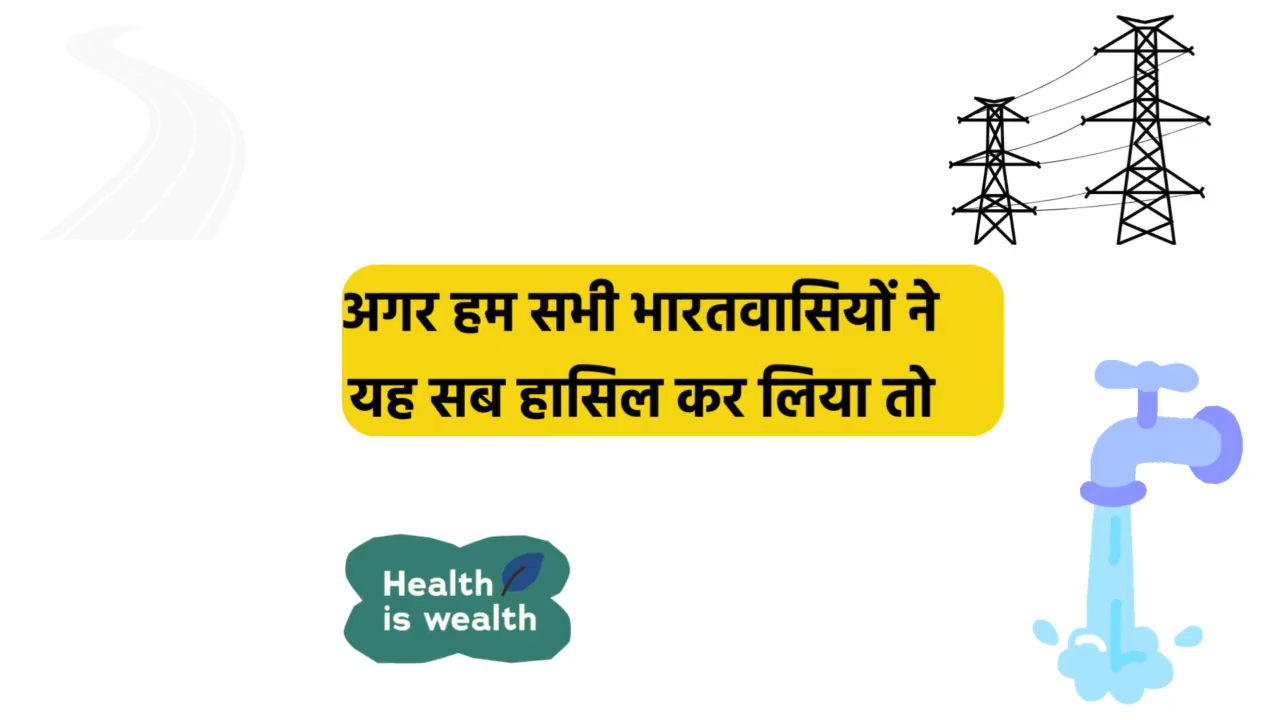 अगर हम सभी भारतवासियों ने
यह सब हासिल कर लिया तो
Health
is wealth